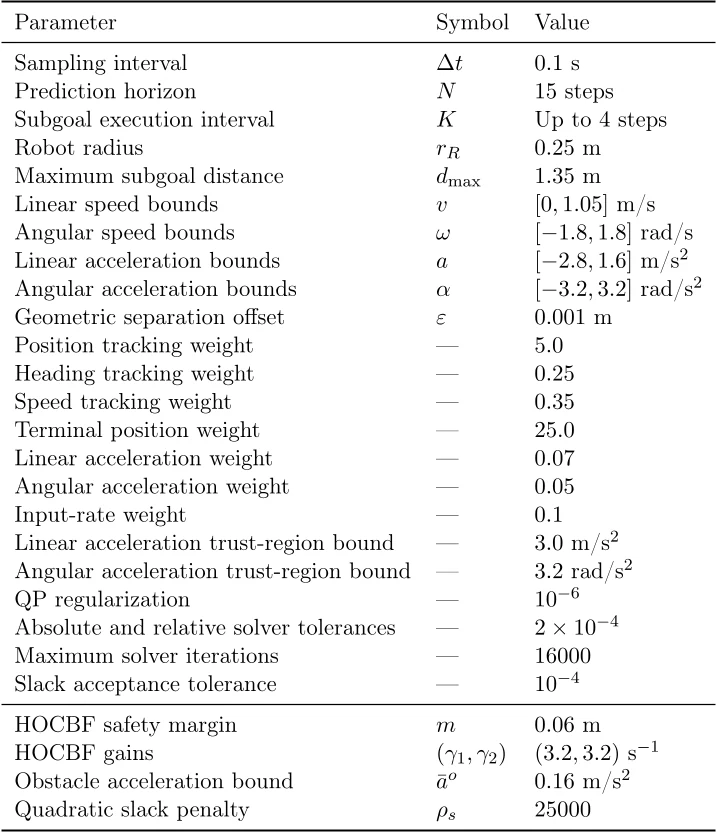 Parameter Symbol Value
Sampling interval Δt 0.1 s
Prediction horizon N 15 steps
Subgoal execution interval K Up to 4 steps
Robot radius r_R 0.25 m
Maximum subgoal distance d_max 1.35 m
Linear speed bounds v [0, 1.05] m/s
Angular speed bounds ω [−1.8, 1.8] rad/s
Linear acceleration bounds a [−2.8, 1.6] m/s²
Angular acceleration bounds α [−3.2, 3.2] rad/s²
Geometric separation offset ε 0.001 m
Position tracking weight — 5.0
Heading tracking weight — 0.25
Speed tracking weight — 0.35
Terminal position weight — 25.0
Linear acceleration weight — 0.07
Angular acceleration weight — 0.05
Input-rate weight — 0.1
Linear acceleration trust-region bound — 3.0 m/s²
Angular acceleration trust-region bound — 3.2 rad/s²
QP regularization — 10⁻⁶
Absolute and relative solver tolerances — 2 × 10⁻⁴
Maximum solver iterations — 16000
Slack acceptance tolerance — 10⁻⁴
HOCBF safety margin m 0.06 m
HOCBF gains (γ₁, γ₂) (3.2, 3.2) s⁻¹
Obstacle acceleration bound āᵒ 0.16 m/s²
Quadratic slack penalty ρₛ 25000